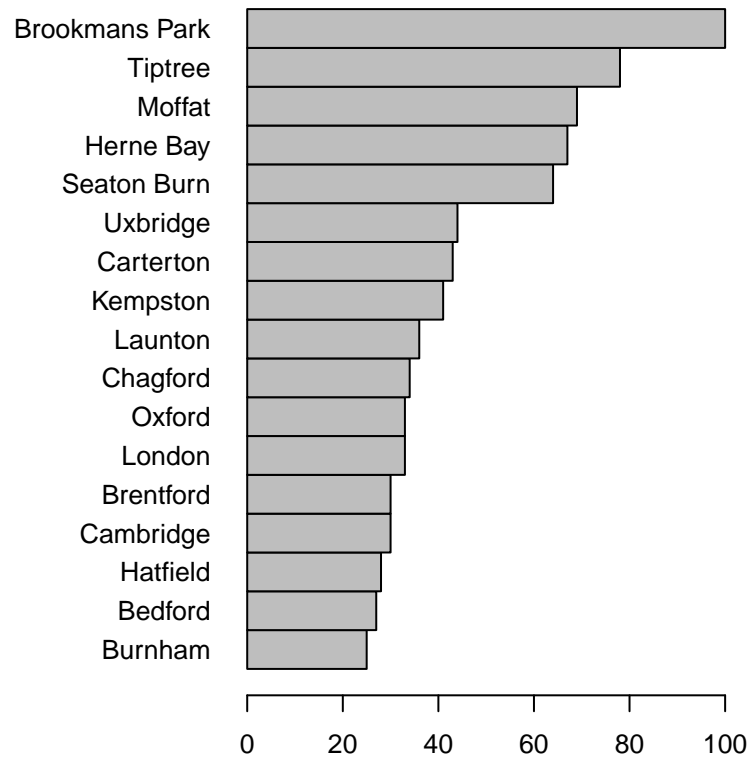 Brookmans Park
Tiptree
Moffat
Herne Bay
Seaton Burn
Uxbridge
Carterton
Kempston
Launton
Chagford
Oxford
London
Brentford
Cambridge
Hatfield
Bedford
Burnham
0 20 40 60 80 100